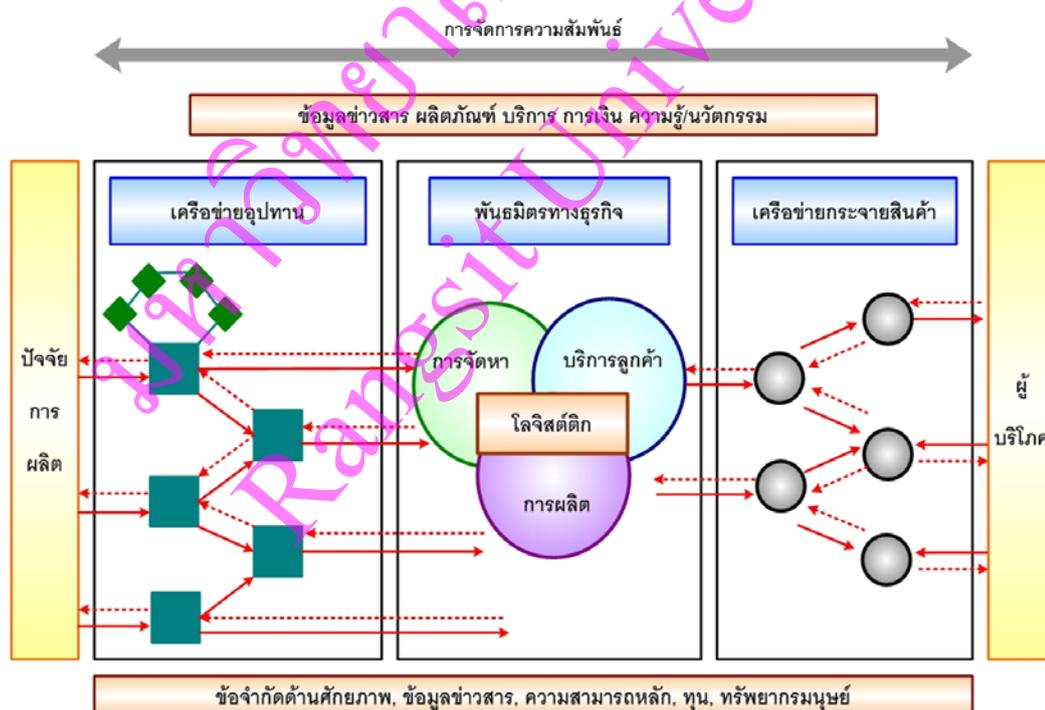 การจัดการความสัมพันธ์
ข้อมูลข่าวสาร ผลิตภัณฑ์ บริการ การเงิน ความรู้/นวัตกรรม
เครือข่ายอุปทาน
พันธมิตรทางธุรกิจ
เครือข่ายกระจายสินค้า
ปัจจัย
การ
ผลิต
การจัดหา
บริการลูกค้า
โลจิสต์ติก
การผลิต
ผู้
บริโภค
ข้อจำกัดด้านศักยภาพ, ข้อมูลข่าวสาร, ความสามารถหลัก, ทุน, ทรัพยากรมนุษย์
Rangsit Unive